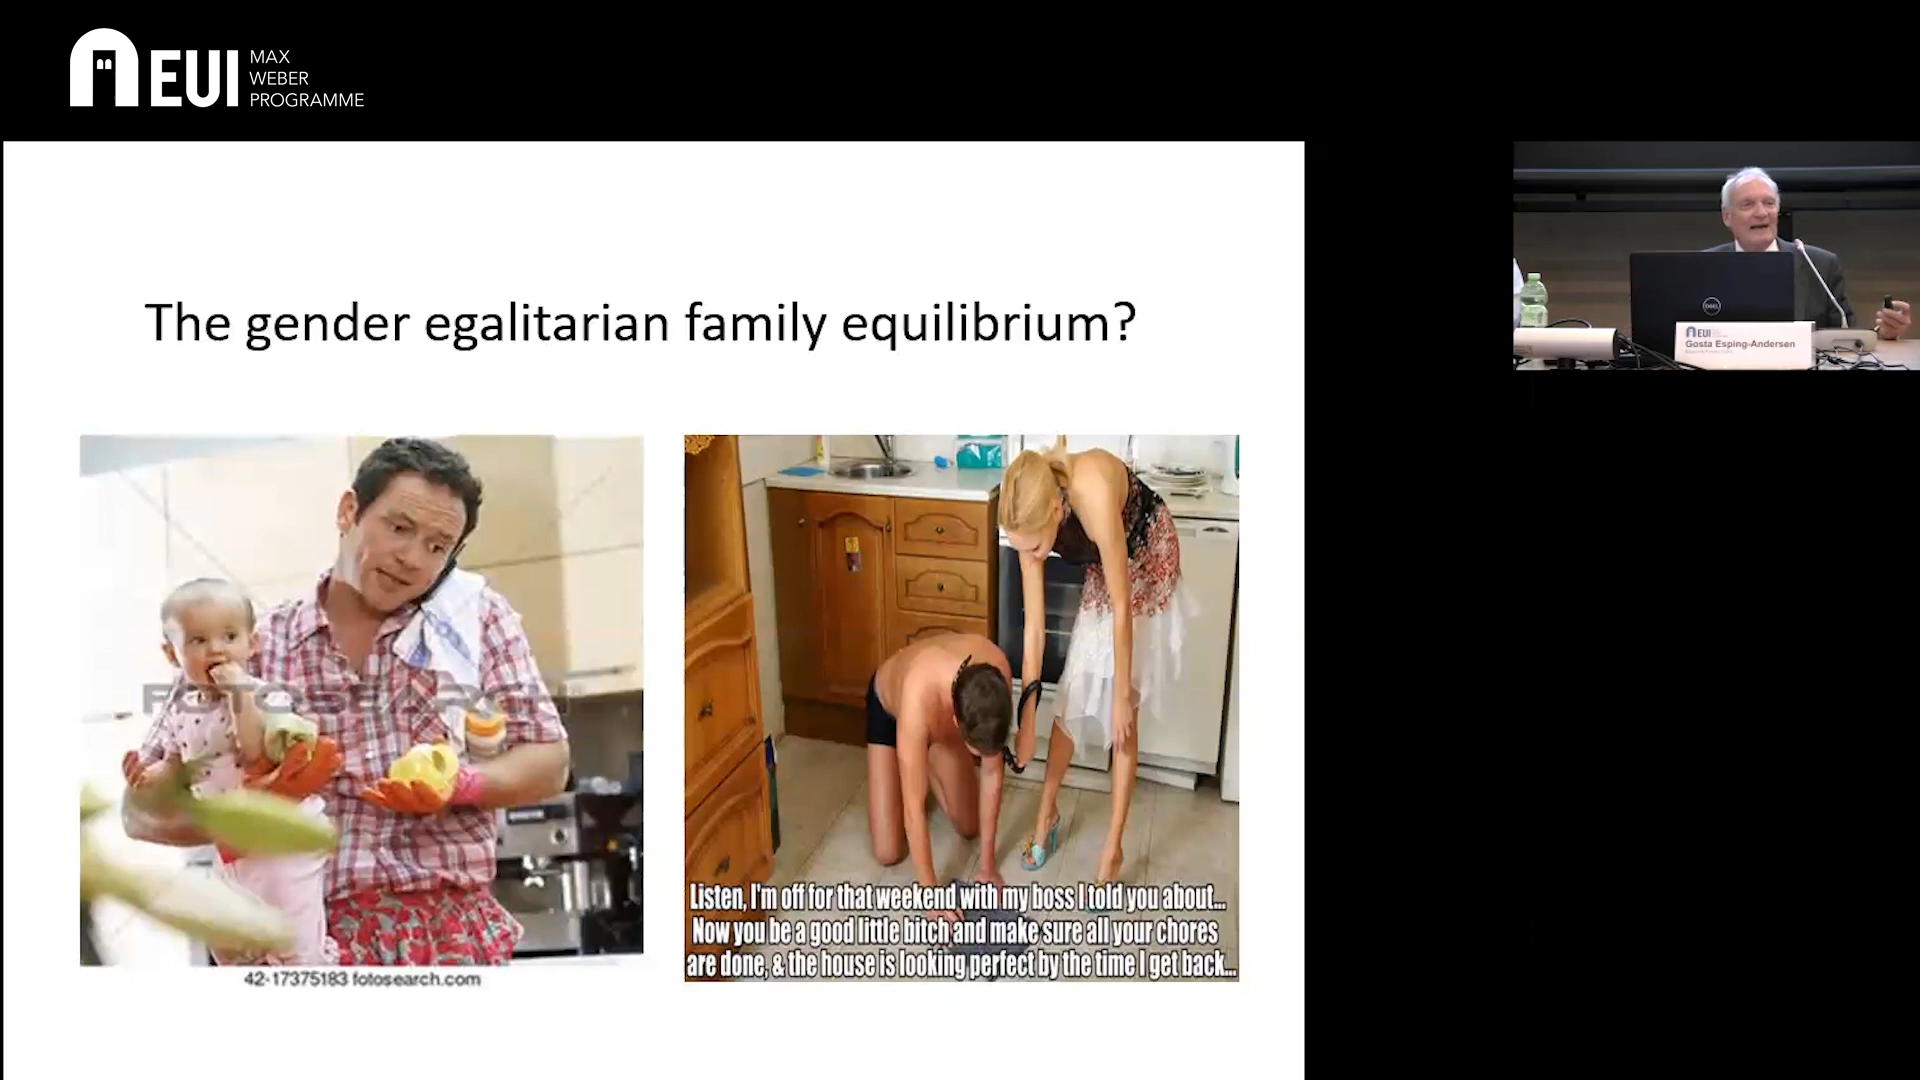 EUI
MAX
WEBER
PROGRAMME
The gender egalitarian family equilibrium?
FOTOSEARCH
42-17375183 fotosearch.com
Listen, I'm off for that weekend with my boss I told you about...
Now you be a good little bitch and make sure all your chores
are done, & the house is looking perfect by the time I get back...
DELL
EUI
Gosta Esping-Andersen